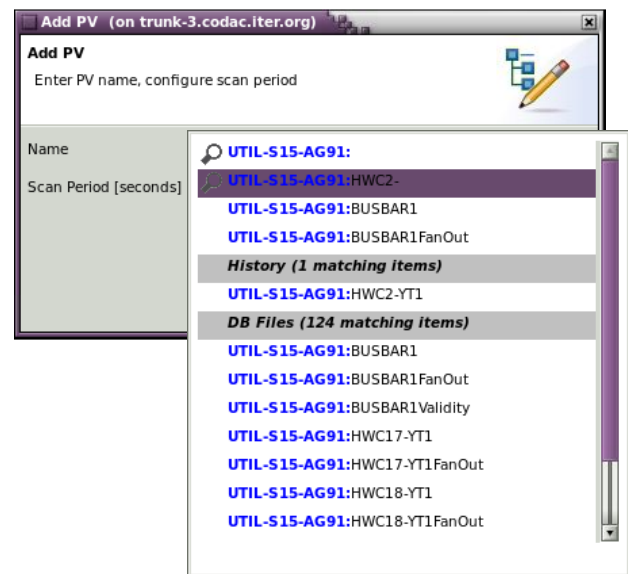 Add PV (on trunk-3.codac.iter.org)
Add PV
Enter PV name, configure scan period
Name
Scan Period [seconds]
UTIL-S15-AG91:
UTIL-S15-AG91:HWC2-
UTIL-S15-AG91:BUSBAR1
UTIL-S15-AG91:BUSBAR1FanOut
History (1 matching items)
UTIL-S15-AG91:HWC2-YT1
DB Files (124 matching items)
UTIL-S15-AG91:BUSBAR1
UTIL-S15-AG91:BUSBAR1FanOut
UTIL-S15-AG91:BUSBAR1Validity
UTIL-S15-AG91:HWC17-YT1
UTIL-S15-AG91:HWC17-YT1FanOut
UTIL-S15-AG91:HWC18-YT1
UTIL-S15-AG91:HWC18-YT1FanOut